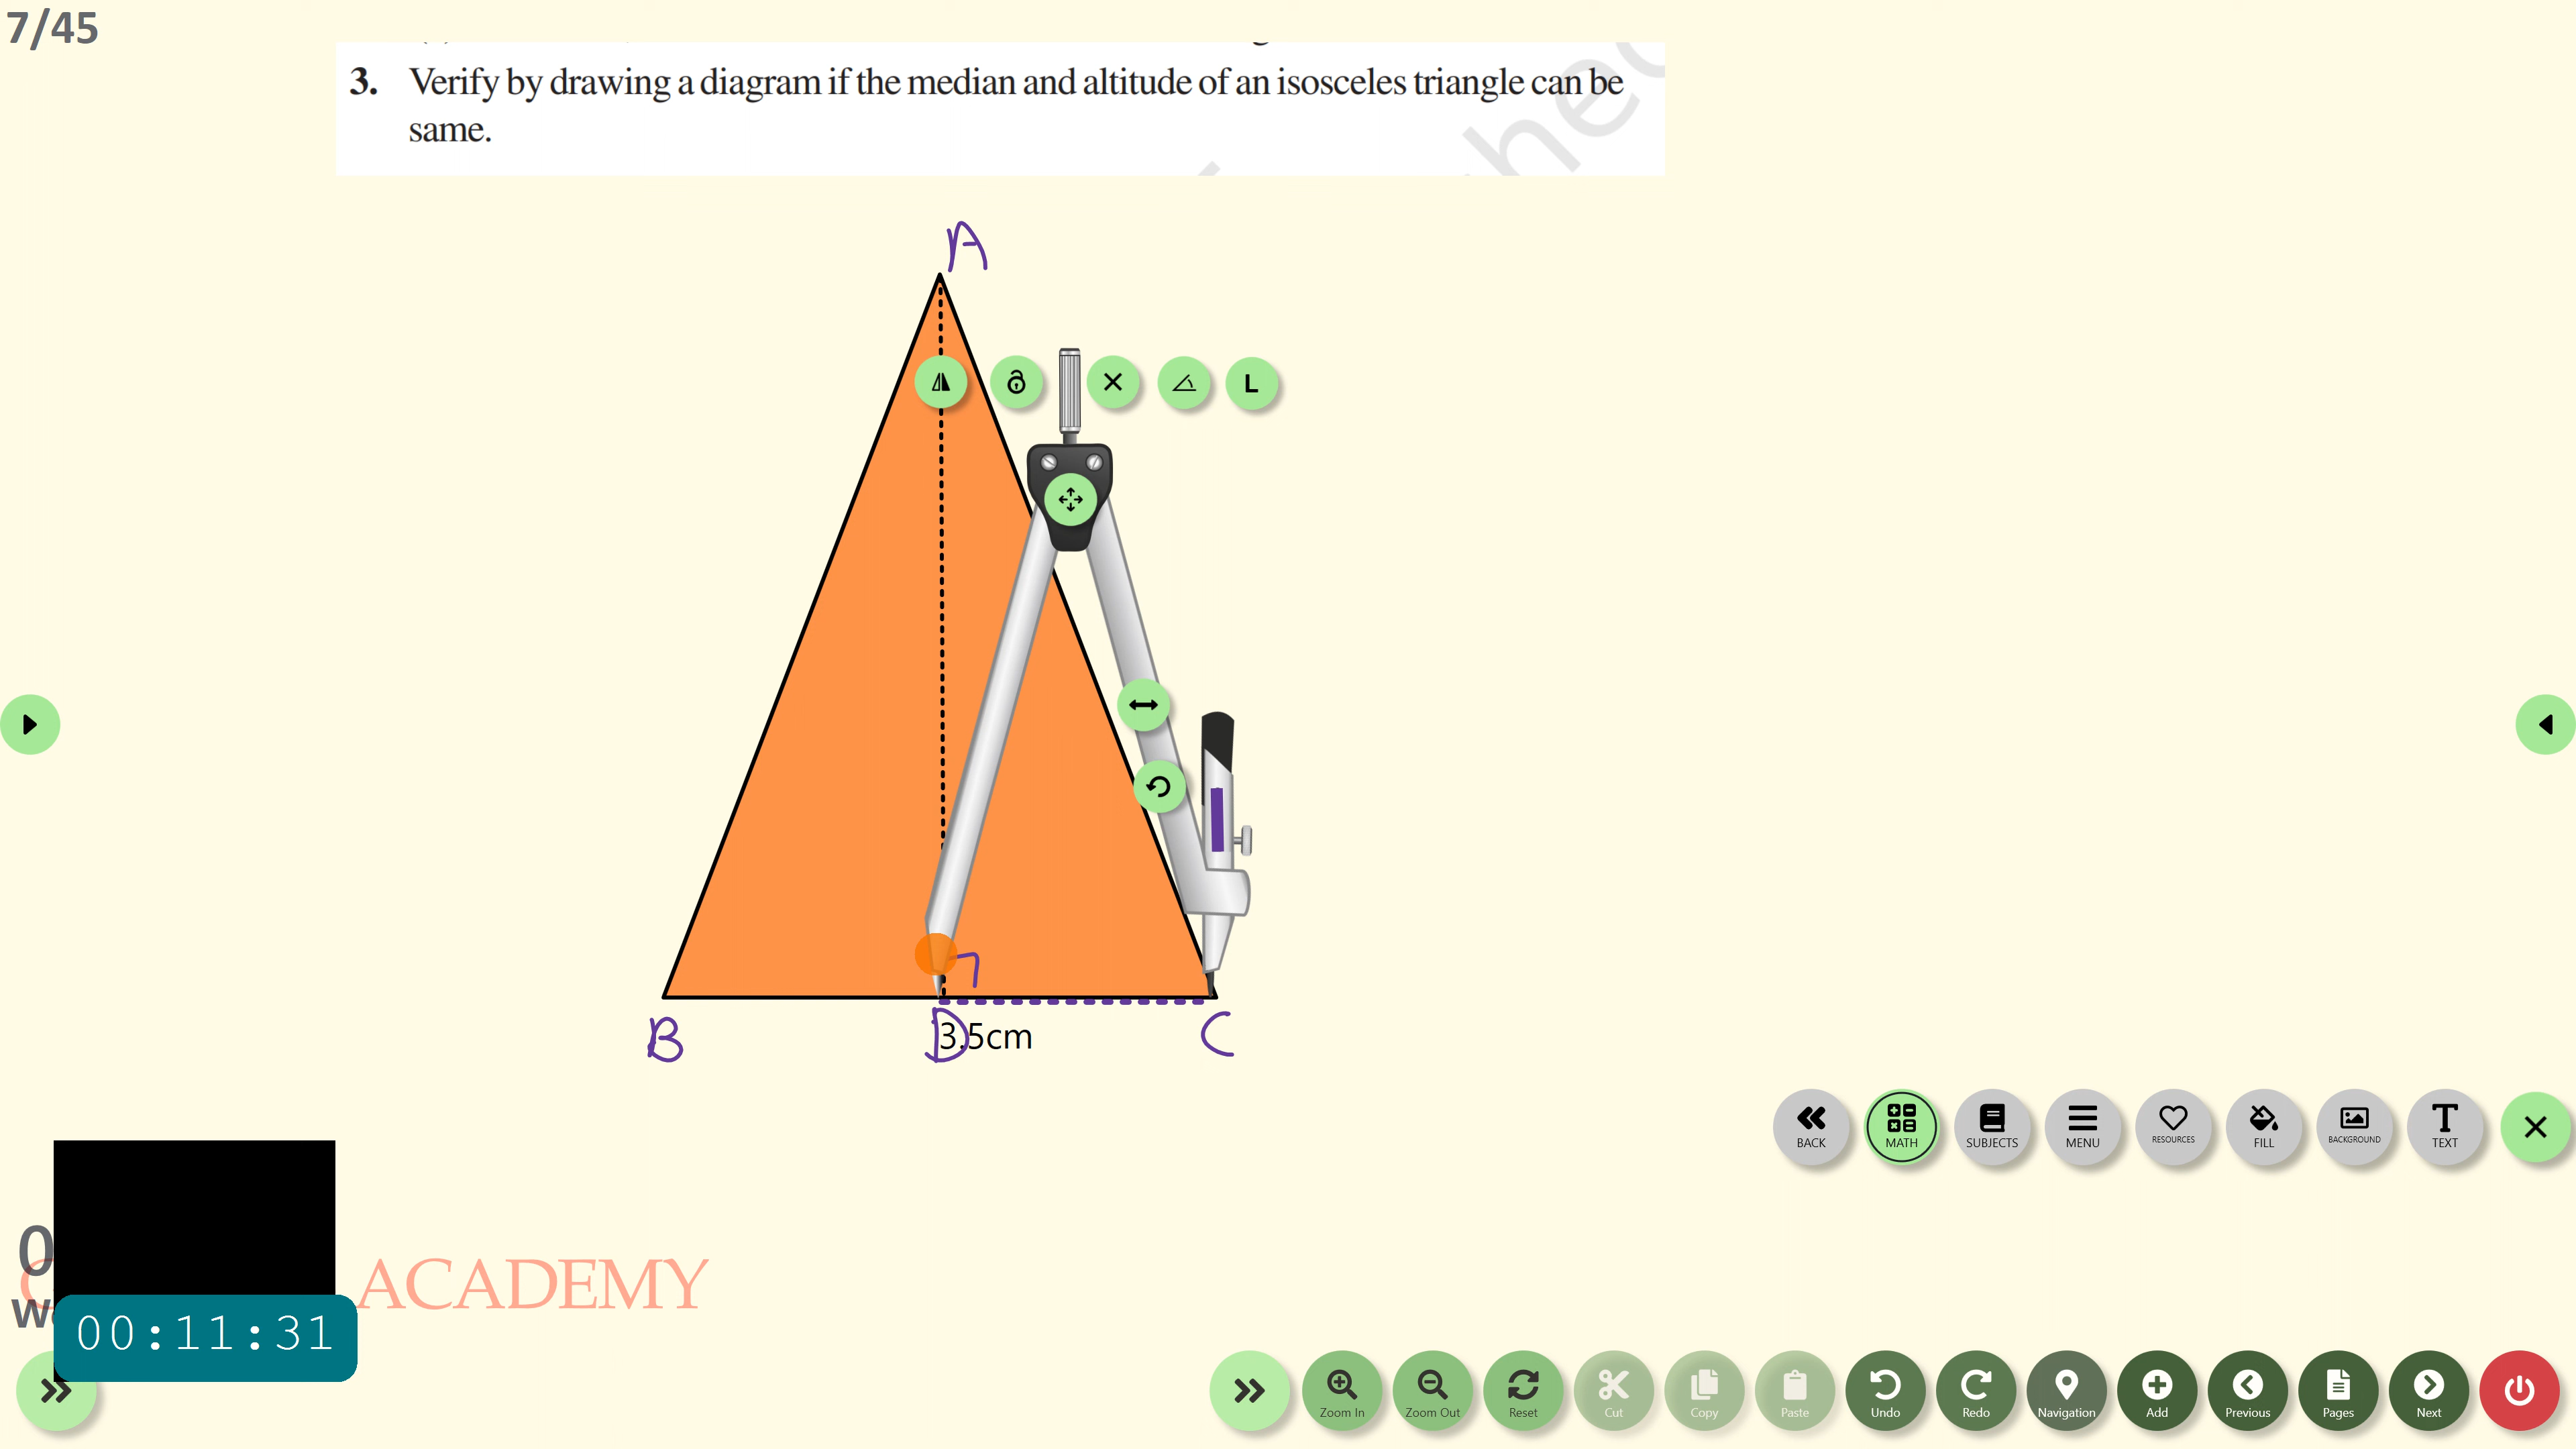 7/45
3. Verify by drawing a diagram if the median and altitude of an isosceles triangle can be
same.
A
L
B D 3.5cm C
BACK MATH SUBJECTS MENU RESOURCES FILL BACKGROUND TEXT
ACADEMY
00:11:31
Zoom In Zoom Out Reset Cut Copy Paste Undo Redo Navigation Add Previous Pages Next